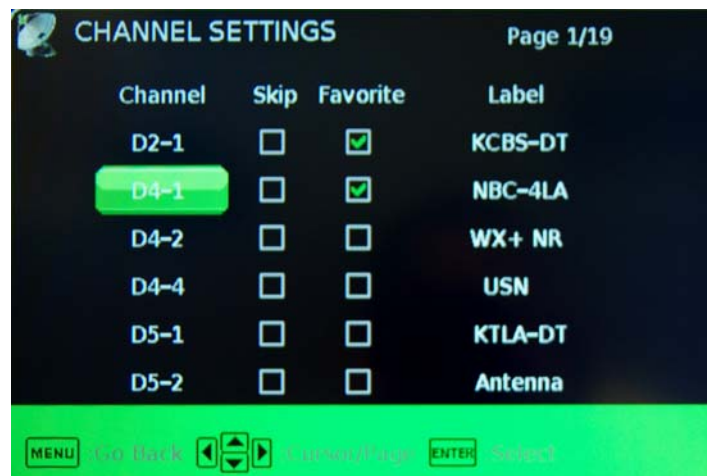 CHANNEL SETTINGS Page 1/19
Channel Skip Favorite Label
D2-1 KCBS-DT
D4-1 NBC-4LA
D4-2 WX+ NR
D4-4 USN
D5-1 KTLA-DT
D5-2 Antenna
MENU Go Back Cursor/Page ENTER Select